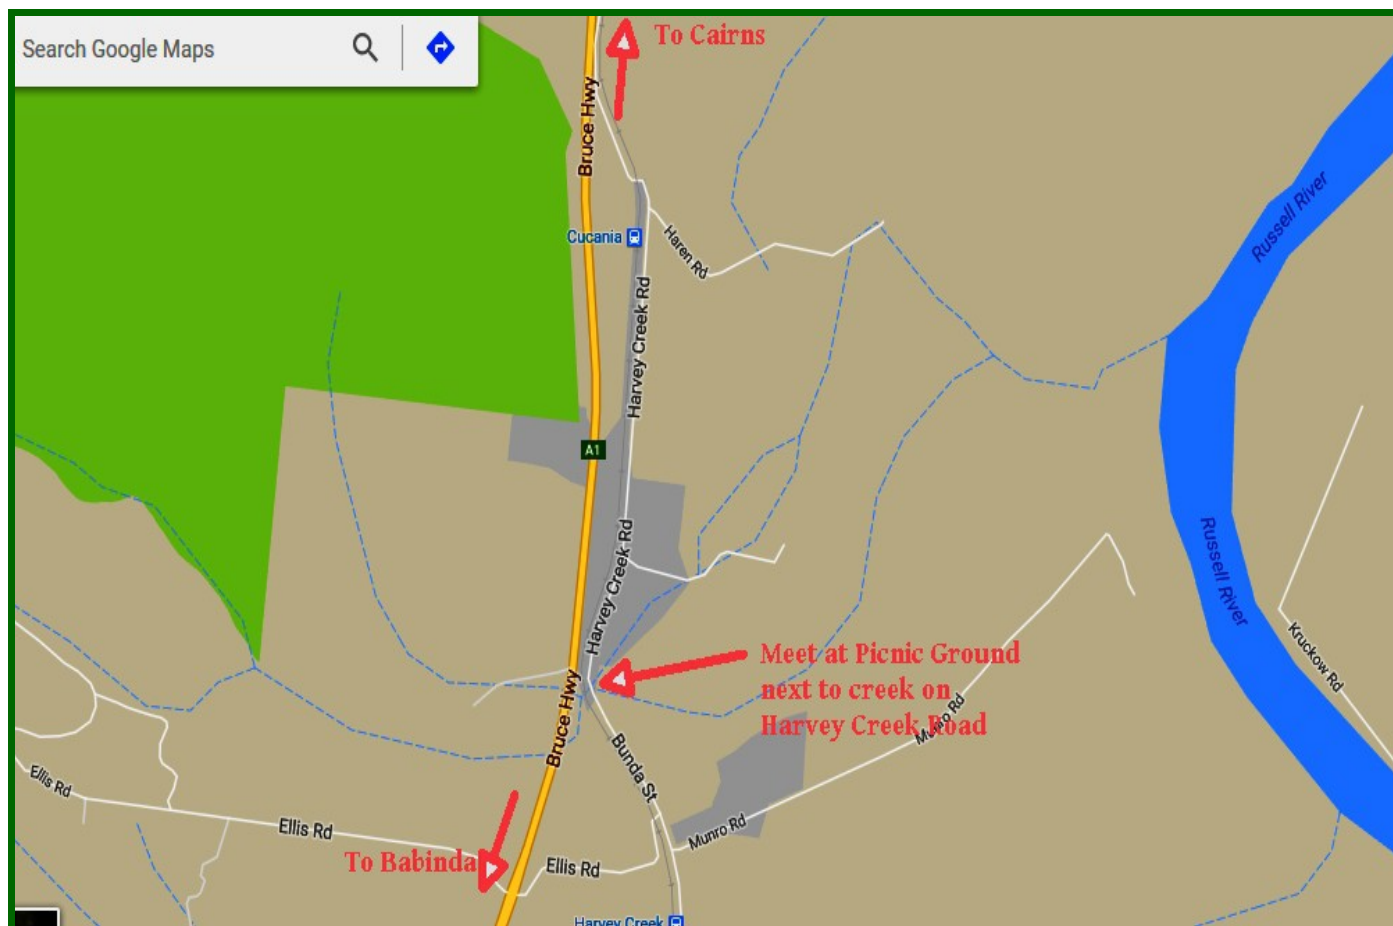 Search Google Maps
To Cairns
Bruce Hwy
Russell River
Cucania
Haren Rd
Harvey Creek Rd
A1
Harvey Creek Rd
Russell River
Kruckow Rd
Meet at Picnic Ground
next to creek on
Harvey Creek Road
Munro Rd
Bruce Hwy
Bunda St
Ellis Rd
Ellis Rd
Munro Rd
To Babinda
Ellis Rd
Harvey Creek